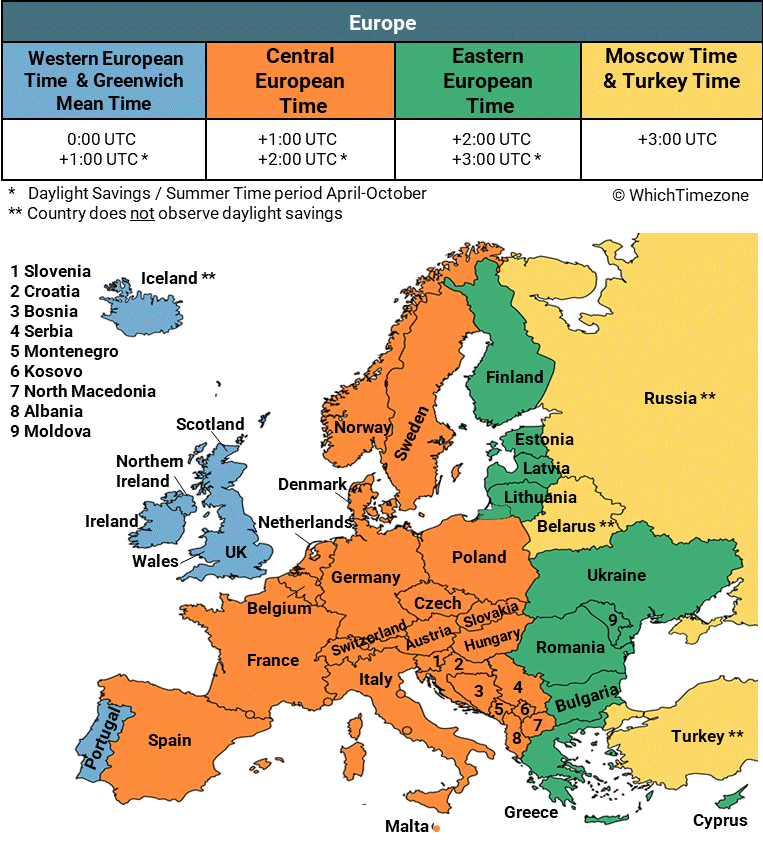 Europe
Western European
Time & Greenwich
Mean Time
Central
European
Time
Eastern
European
Time
Moscow Time
& Turkey Time
0:00 UTC
+1:00 UTC *
+1:00 UTC
+2:00 UTC *
+2:00 UTC
+3:00 UTC *
+3:00 UTC
* Daylight Savings / Summer Time period April-October
** Country does not observe daylight savings
© WhichTimezone
1 Slovenia
2 Croatia
3 Bosnia
4 Serbia
5 Montenegro
6 Kosovo
7 North Macedonia
8 Albania
9 Moldova
Iceland **
Finland
Russia **
Scotland
Norway
Sweden
Estonia
Northern
Ireland
Latvia
Denmark
Lithuania
Ireland
Netherlands
Belarus **
Wales
UK
Poland
Germany
Ukraine
Belgium
Czech
Slovakia
9
Switzerland
Austria
Hungary
Romania
France
1
2
Italy
3
4
Bulgaria
5
6
7
8
Portugal
Spain
Turkey **
Greece
Cyprus
Malta